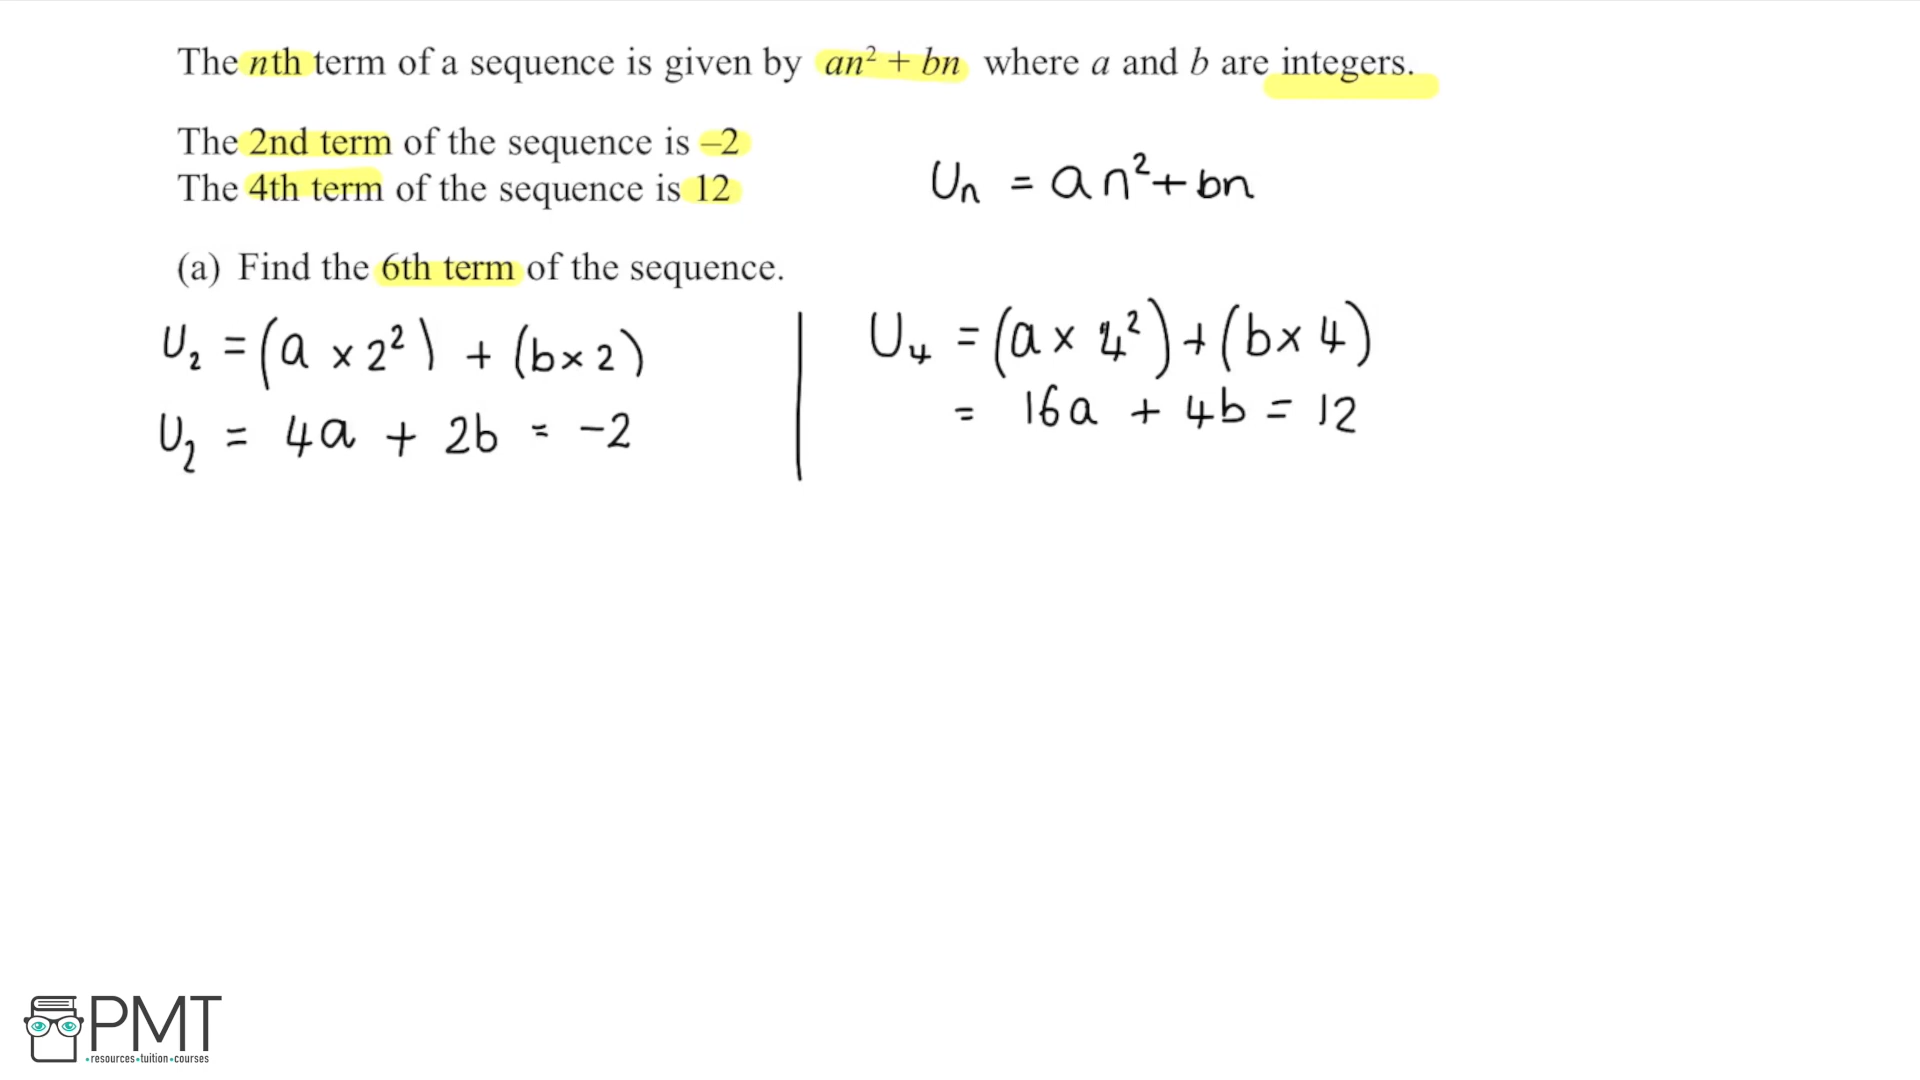 The nth term of a sequence is given by an² + bn where a and b are integers.
The 2nd term of the sequence is –2
The 4th term of the sequence is 12
Uₙ = an² + bn
(a) Find the 6th term of the sequence.
U₂ = (a × 2²) + (b × 2)
U₂ = 4a + 2b = -2
U₄ = (a × 4²) + (b × 4)
= 16a + 4b = 12
PMT
•resources•tuition•courses